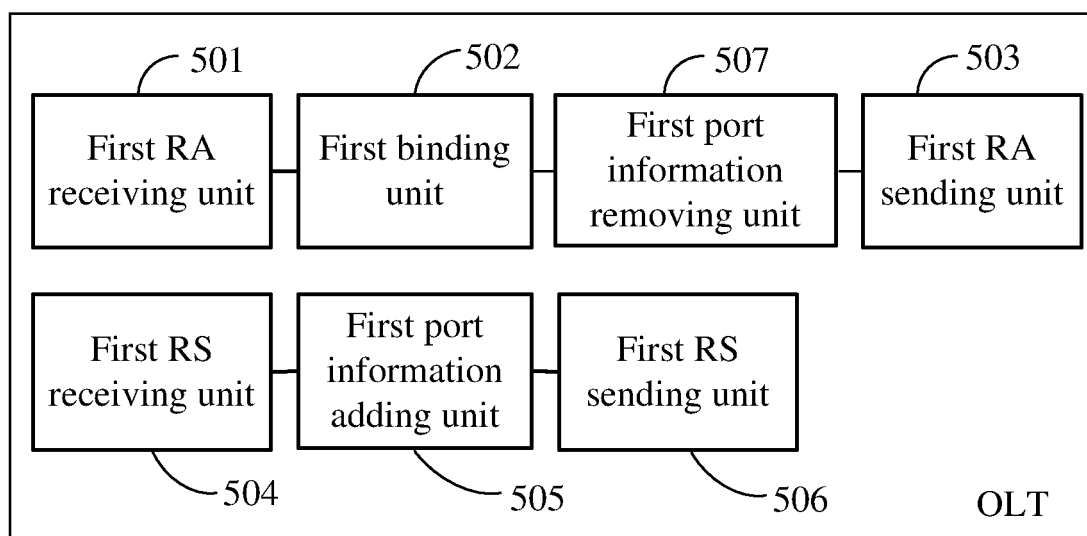 501
502
507
503
First RA
receiving unit
First binding
unit
First port
information
removing unit
First RA
sending unit
First RS
receiving unit
First port
information
adding unit
First RS
sending unit
504
505
506
OLT